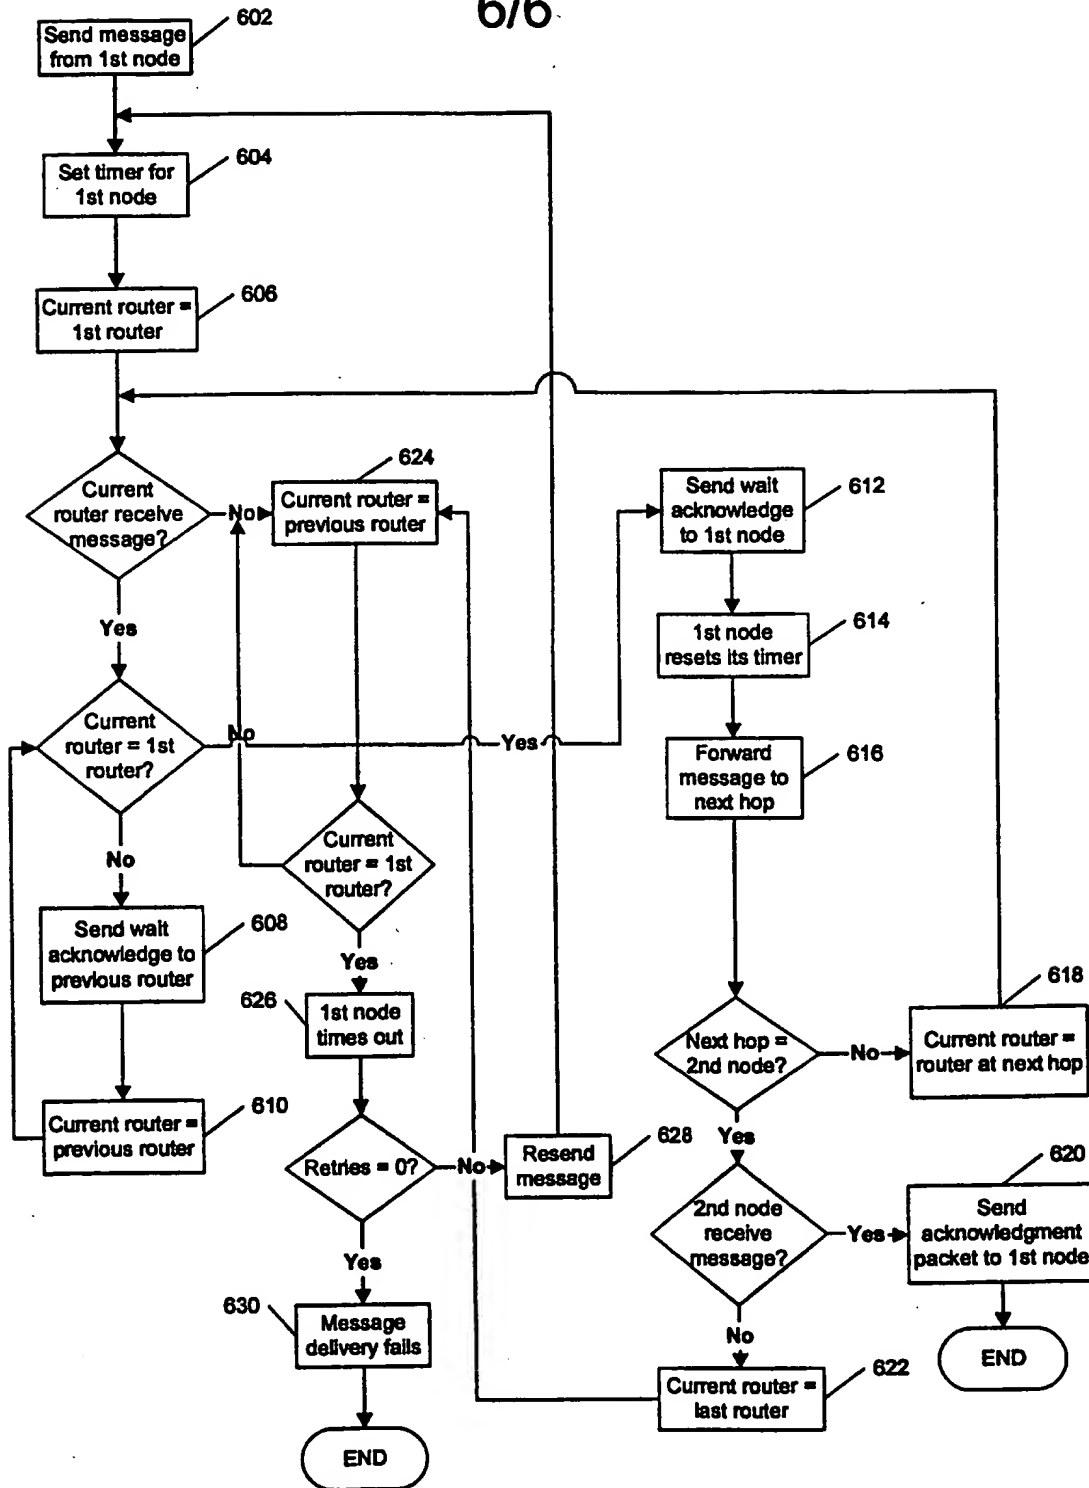 6/6
Send message
from 1st node
602
Set timer for
1st node
604
Current router =
1st router
606
Current
router receive
message?
No
Yes
Current router =
previous router
624
Send wait
acknowledge
to 1st node
612
1st node
resets its timer
614
Current
router = 1st
router?
No
Yes
No
Forward
message to
next hop
616
Current
router = 1st
router?
Yes
Send wait
acknowledge to
previous router
608
626
1st node
times out
Next hop =
2nd node?
No
Yes
618
Current router =
router at next hop
Current router =
previous router
610
Retries = 0?
No
Yes
Resend
message
628
2nd node
receive
message?
Yes
No
620
Send
acknowledgment
packet to 1st node
END
630
Message
delivery fails
END
Current router =
last router
622